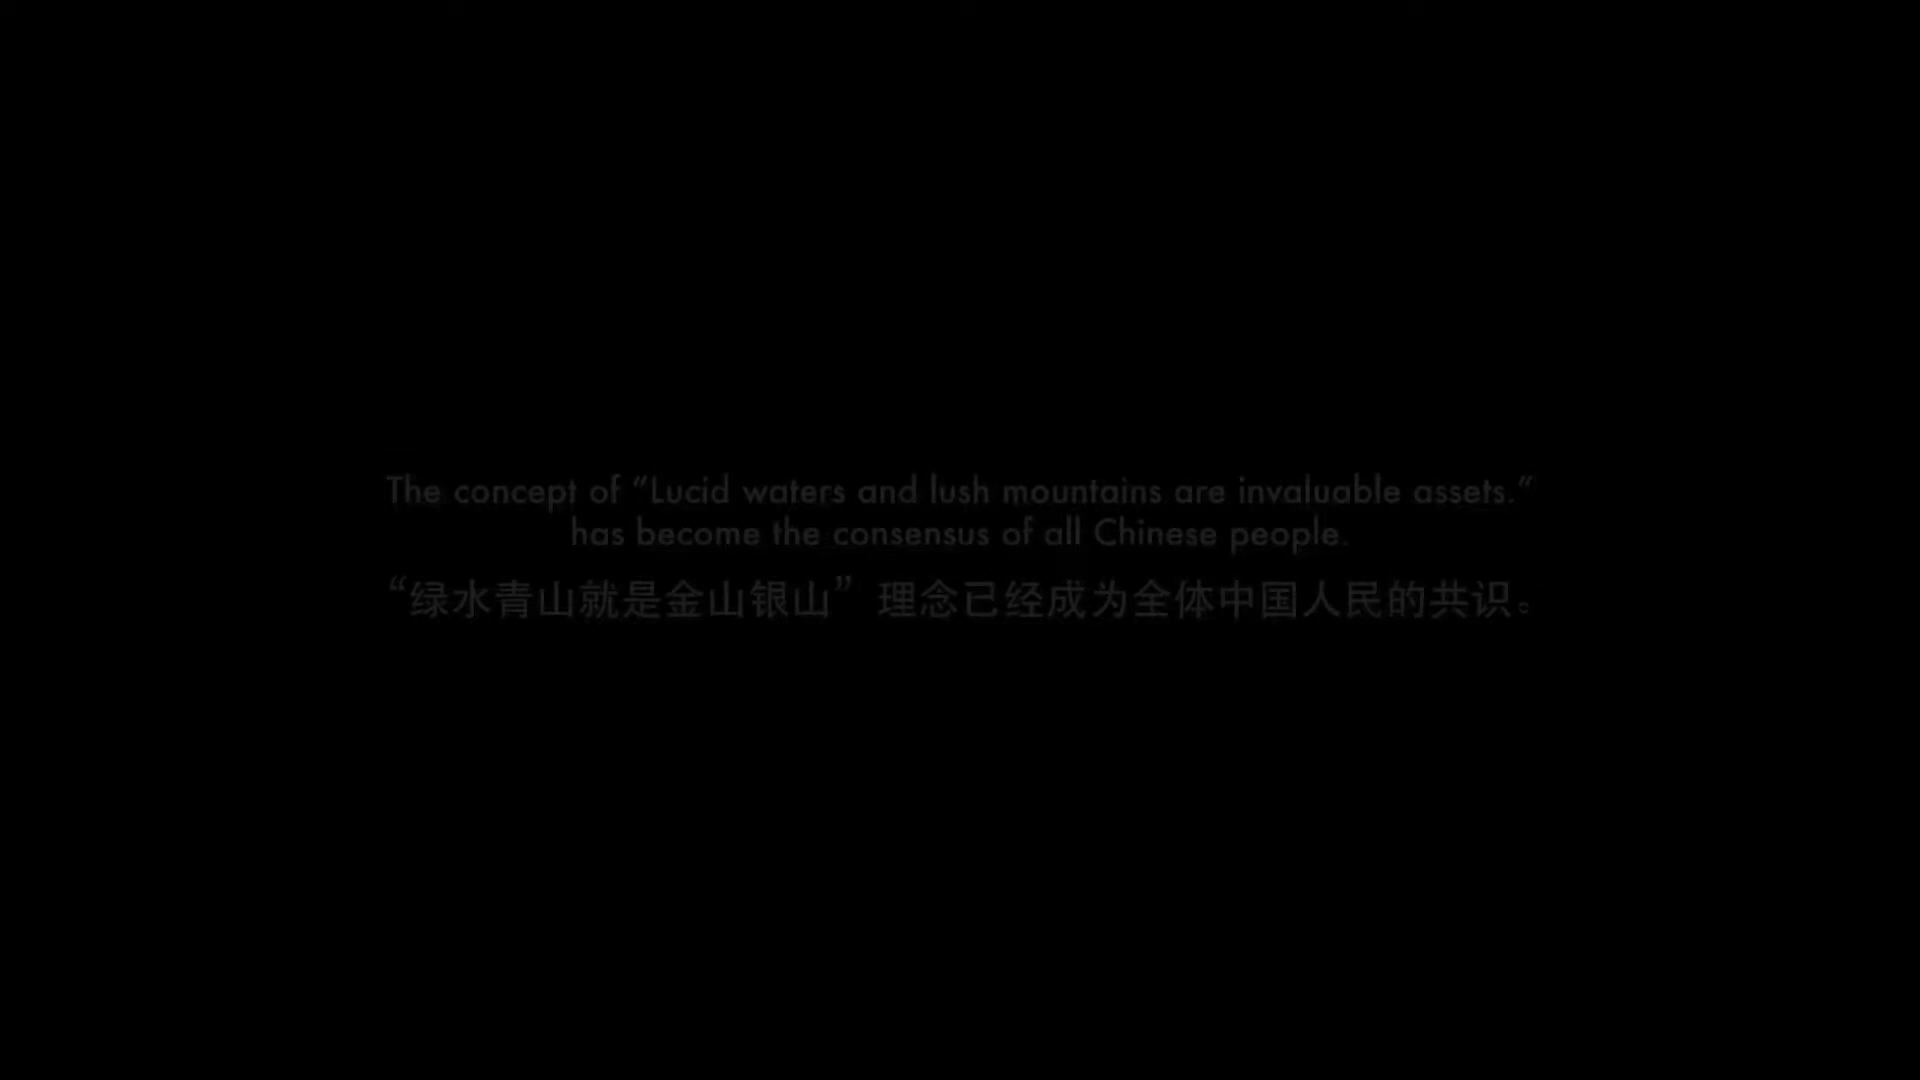 The concept of “Lucid waters and lush mountains are invaluable assets.”
has become the consensus of all Chinese people.
“绿水青山就是金山银山”理念已经成为全体中国人民的共识。